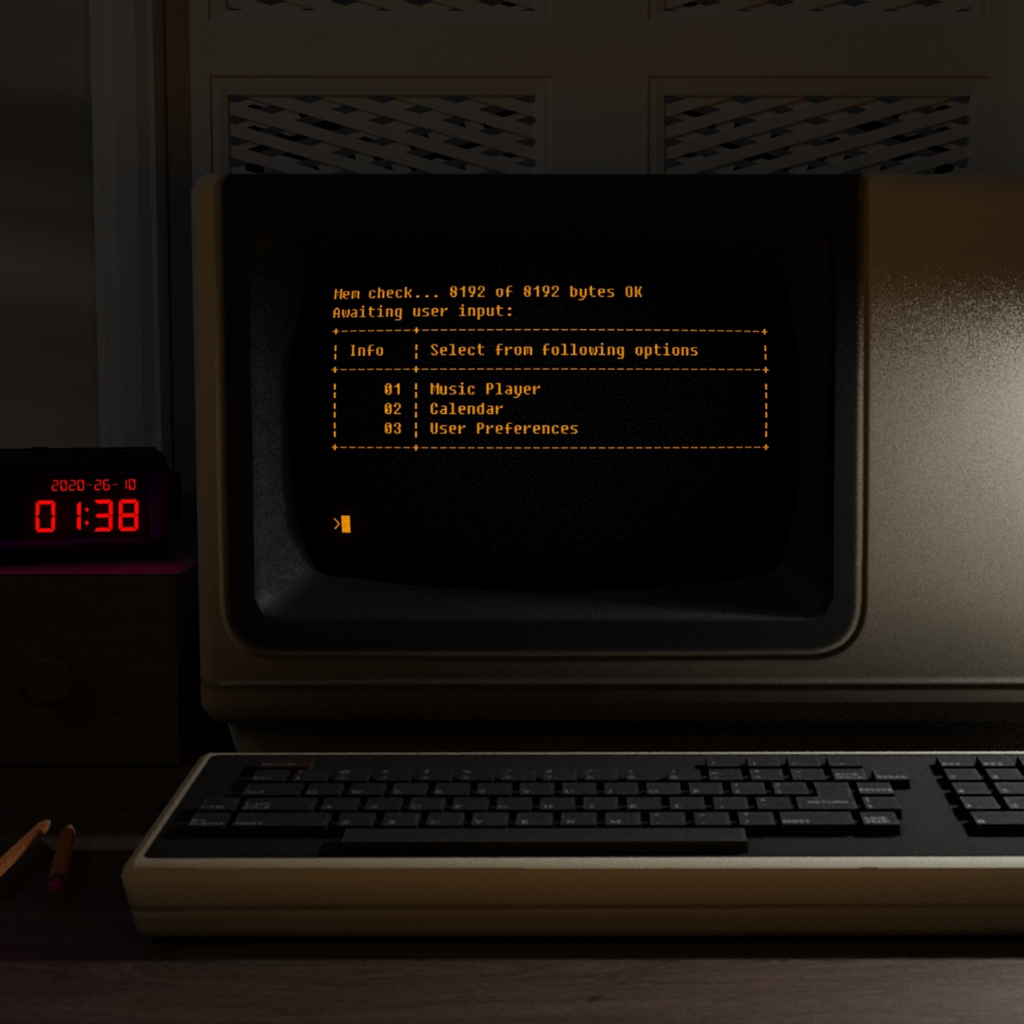 Mem check... 8192 of 8192 bytes OK
Awaiting user input:
Info | Select from following options
01 | Music Player
02 | Calendar
03 | User Preferences
>
2020-26-10
01:38
RETURN